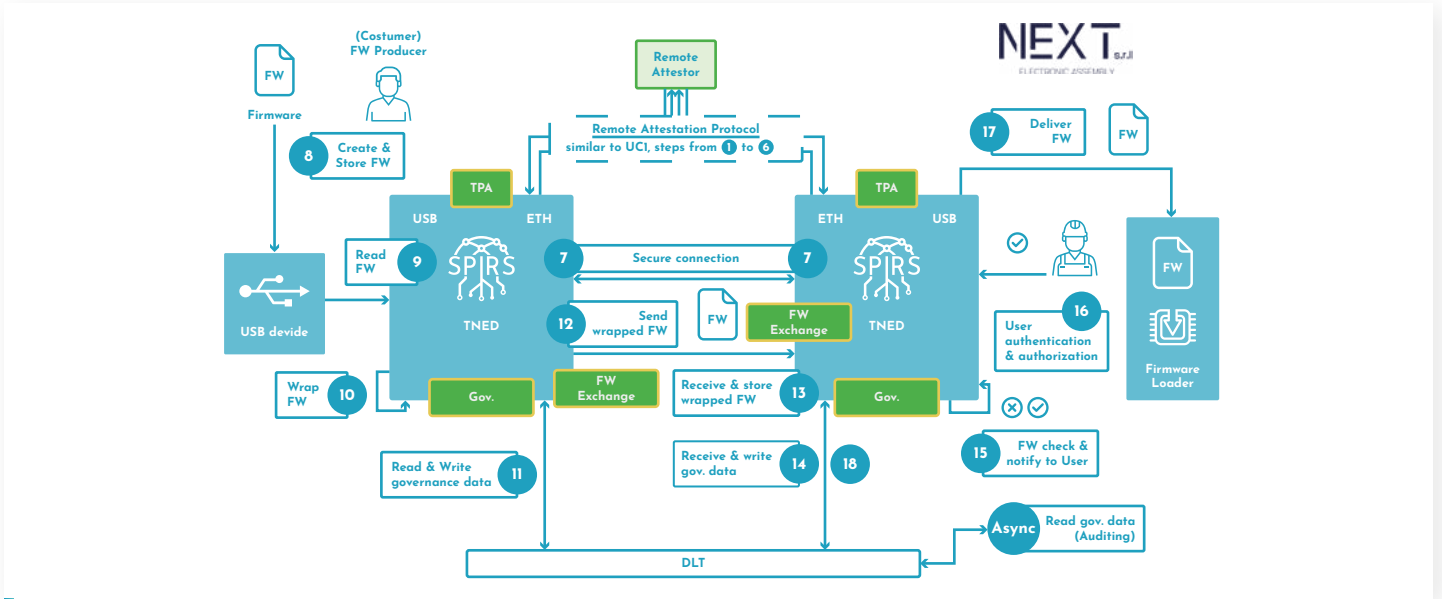 (Costumer)
FW Producer
FW
Firmware
8
Create &
Store FW
Remote
Attestor
Remote Attestation Protocol
similar to UC1, steps from 1 to 6
NEXT s.r.l
ELECTRONIC ASSEMBLY
17
Deliver
FW
FW
TPA
USB
ETH
SPIRS
TNED
Read
FW
9
USB devide
Wrap
FW
10
Gov.
FW
Exchange
7
Secure connection
7
12
Send
wrapped FW
FW
FW
Exchange
TPA
ETH
USB
SPIRS
TNED
Gov.
Receive & store
wrapped FW
13
Receive & write
gov. data
14
18
Read & Write
governance data
11
16
User
authentication
& authorization
15
FW check &
notify to User
FW
Firmware
Loader
Async
Read gov. data
(Auditing)
DLT